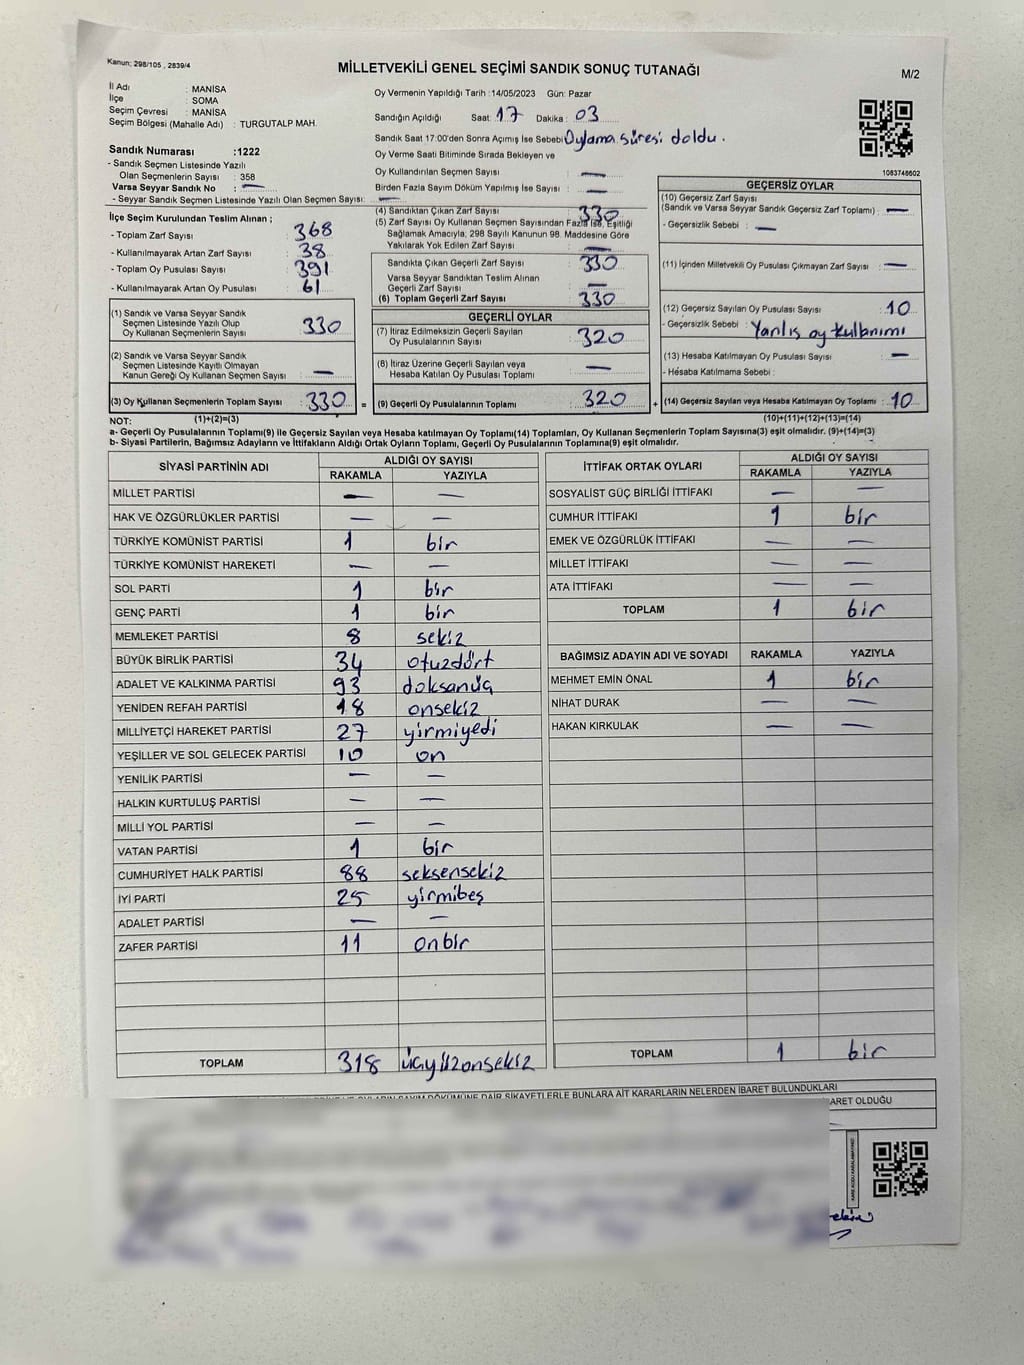 Kanun: 298/105 , 2839/4
MİLLETVEKİLİ GENEL SEÇİMİ SANDIK SONUÇ TUTANAĞI
M/2
İl Adı : MANİSA
İlçe : SOMA
Seçim Çevresi : MANİSA
Seçim Bölgesi (Mahalle Adı) : TURGUTALP MAH.
Oy Vermenin Yapıldığı Tarih :14/05/2023 Gün: Pazar
Sandığın Açıldığı Saat: 17 Dakika : 03
Sandık Saat 17:00'den Sonra Açımış İse Sebebi Oylama süresi doldu.
Oy Verme Saati Bitiminde Sırada Bekleyen ve
Oy Kullandırılan Seçmen Sayısı : —
Birden Fazla Sayım Döküm Yapılmış İse Sayısı : —
1083748602
Sandık Numarası :1222
- Sandık Seçmen Listesinde Yazılı
Olan Seçmenlerin Sayısı : 358
Varsa Seyyar Sandık No : —
- Seyyar Sandık Seçmen Listesinde Yazılı Olan Seçmen Sayısı: —
İlçe Seçim Kurulundan Teslim Alınan ;
- Toplam Zarf Sayısı 368
- Kullanılmayarak Artan Zarf Sayısı : 38
- Toplam Oy Pusulası Sayısı : 391
- Kullanılmayarak Artan Oy Pusulası : 61
(1) Sandık ve Varsa Seyyar Sandık
Seçmen Listesinde Yazılı Olup
Oy Kullanan Seçmenlerin Sayısı : 330
(2) Sandık ve Varsa Seyyar Sandık
Seçmen Listesinde Kayıtlı Olmayan
Kanun Gereği Oy Kullanan Seçmen Sayısı : —
(3) Oy Kullanan Seçmenlerin Toplam Sayısı : 330 =
(4) Sandıktan Çıkan Zarf Sayısı : 330
(5) Zarf Sayısı Oy Kullanan Seçmen Sayısından Fazla İse, Eşitliği
Sağlamak Amacıyla, 298 Sayılı Kanunun 98. Maddesine Göre
Yakılarak Yok Edilen Zarf Sayısı : —
Sandıkta Çıkan Geçerli Zarf Sayısı : 330
Varsa Seyyar Sandıktan Teslim Alınan
Geçerli Zarf Sayısı : —
(6) Toplam Geçerli Zarf Sayısı : 330
GEÇERLİ OYLAR
(7) İtiraz Edilmeksizin Geçerli Sayılan
Oy Pusulalarının Sayısı : 320
(8) İtiraz Üzerine Geçerli Sayılan veya
Hesaba Katılan Oy Pusulası Toplamı : —
(9) Geçerli Oy Pusulalarının Toplamı : 320 +
GEÇERSİZ OYLAR
(10) Geçersiz Zarf Sayısı
(Sandık ve Varsa Seyyar Sandık Geçersiz Zarf Toplamı) : —
- Geçersizlik Sebebi : —
(11) İçinden Milletvekili Oy Pusulası Çıkmayan Zarf Sayısı : —
(12) Geçersiz Sayılan Oy Pusulası Sayısı : 10
- Geçersizlik Sebebi : Yanlış oy kullanımı
(13) Hesaba Katılmayan Oy Pusulası Sayısı : —
- Hesaba Katılmama Sebebi :
(14) Geçersiz Sayılan veya Hesaba Katılmayan Oy Toplamı : 10
NOT: (1)+(2)=(3) (10)+(11)+(12)+(13)=(14)
a- Geçerli Oy Pusulalarının Toplamı(9) ile Geçersiz Sayılan veya Hesaba katılmayan Oy Toplamı(14) Toplamları, Oy Kullanan Seçmenlerin Toplam Sayısına(3) eşit olmalıdır. (9)+(14)=(3)
b- Siyasi Partilerin, Bağımsız Adayların ve İttifakların Aldığı Ortak Oyların Toplamı, Geçerli Oy Pusulalarının Toplamına(9) eşit olmalıdır.
SİYASİ PARTİNİN ADI ALDIĞI OY SAYISI
RAKAMLA YAZIYLA
MİLLET PARTİSİ — —
HAK VE ÖZGÜRLÜKLER PARTİSİ — —
TÜRKİYE KOMÜNİST PARTİSİ 1 bir
TÜRKİYE KOMÜNİST HAREKETİ — —
SOL PARTİ 1 bir
GENÇ PARTİ 1 bir
MEMLEKET PARTİSİ 8 sekiz
BÜYÜK BİRLİK PARTİSİ 34 otuzdört
ADALET VE KALKINMA PARTİSİ 93 doksanüç
YENİDEN REFAH PARTİSİ 18 onsekiz
MİLLİYETÇİ HAREKET PARTİSİ 27 yirmiyedi
YEŞİLLER VE SOL GELECEK PARTİSİ 10 on
YENİLİK PARTİSİ — —
HALKIN KURTULUŞ PARTİSİ — —
MİLLİ YOL PARTİSİ — —
VATAN PARTİSİ 1 bir
CUMHURİYET HALK PARTİSİ 88 seksensekiz
İYİ PARTİ 25 yirmibeş
ADALET PARTİSİ — —
ZAFER PARTİSİ 11 onbir
TOPLAM 318 üçyüzonsekiz
İTTİFAK ORTAK OYLARI ALDIĞI OY SAYISI
RAKAMLA YAZIYLA
SOSYALİST GÜÇ BİRLİĞİ İTTİFAKI — —
CUMHUR İTTİFAKI 1 bir
EMEK VE ÖZGÜRLÜK İTTİFAKI — —
MİLLET İTTİFAKI — —
ATA İTTİFAKI — —
TOPLAM 1 bir
BAĞIMSIZ ADAYIN ADI VE SOYADI RAKAMLA YAZIYLA
MEHMET EMİN ÖNAL 1 bir
NİHAT DURAK — —
HAKAN KIRKULAK — —
TOPLAM 1 bir
SAYIM DÖKÜMÜNE DAİR ŞİKAYETLERLE BUNLARA AİT KARARLARIN NELERDEN İBARET BULUNDUKLARI
OLDUĞU